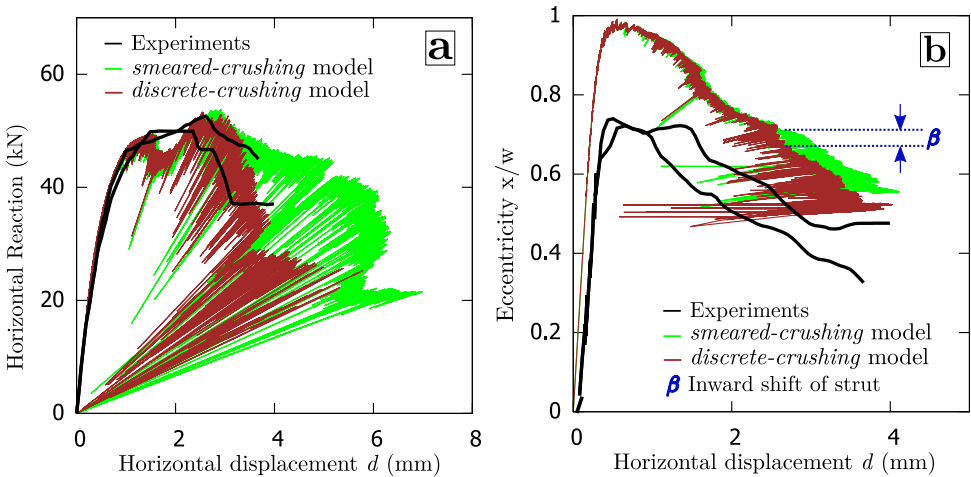 a
Experiments
smeared-crushing model
discrete-crushing model
Horizontal Reaction (kN)
60
40
20
0
0 2 4 6 8
Horizontal displacement d (mm)
b
β
Eccentricity x/w
1
0.8
0.6
0.4
0.2
0
Experiments
smeared-crushing model
discrete-crushing model
β Inward shift of strut
0 2 4
Horizontal displacement d (mm)